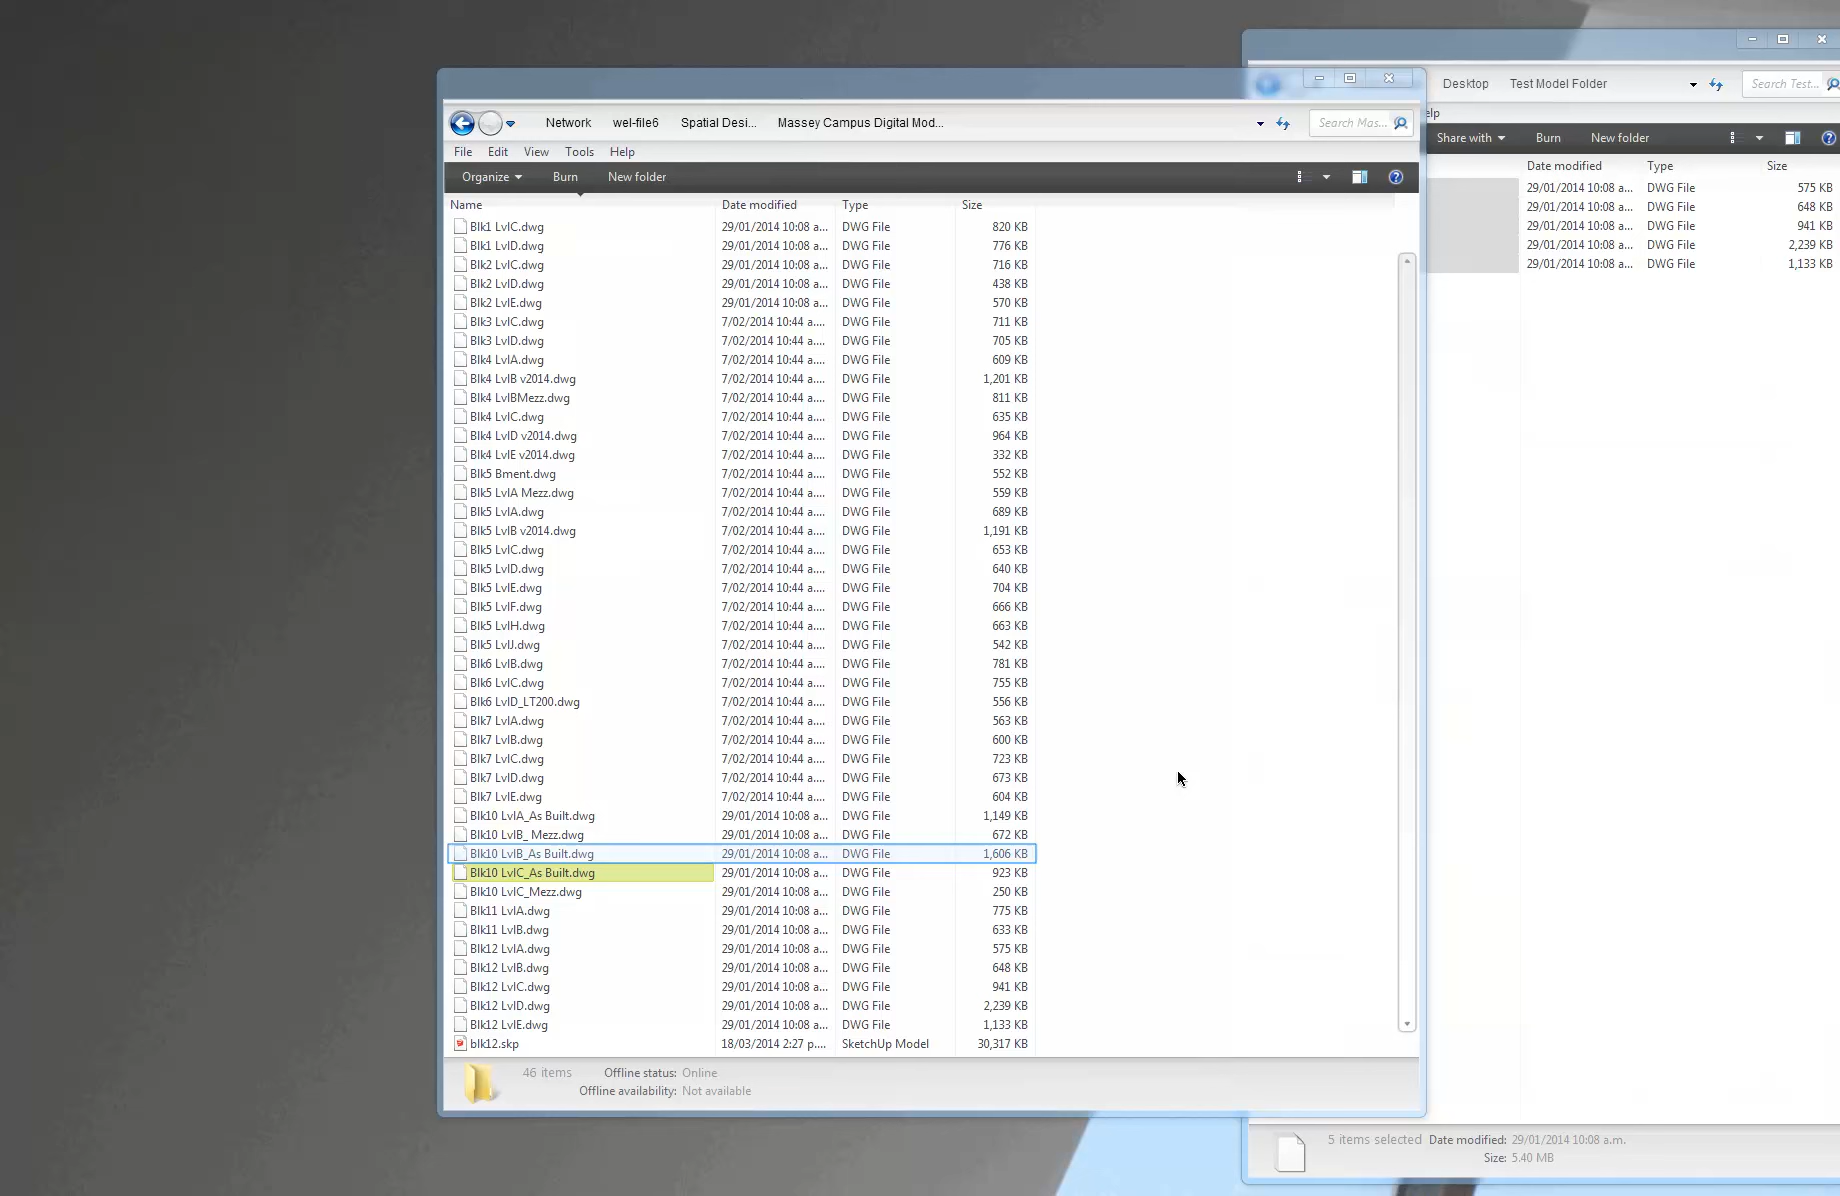 Desktop Test Model Folder Search Test...
elp
Share with Burn New folder
Date modified Type Size
29/01/2014 10:08 a... DWG File 575 KB
29/01/2014 10:08 a... DWG File 648 KB
29/01/2014 10:08 a... DWG File 941 KB
29/01/2014 10:08 a... DWG File 2,239 KB
29/01/2014 10:08 a... DWG File 1,133 KB
Network wel-file6 Spatial Desi... Massey Campus Digital Mod... Search Mas...
File Edit View Tools Help
Organize Burn New folder
Name Date modified Type Size
Blk1 LvlC.dwg 29/01/2014 10:08 a... DWG File 820 KB
Blk1 LvlD.dwg 29/01/2014 10:08 a... DWG File 776 KB
Blk2 LvlC.dwg 29/01/2014 10:08 a... DWG File 716 KB
Blk2 LvlD.dwg 29/01/2014 10:08 a... DWG File 438 KB
Blk2 LvlE.dwg 29/01/2014 10:08 a... DWG File 570 KB
Blk3 LvlC.dwg 7/02/2014 10:44 a.... DWG File 711 KB
Blk3 LvlD.dwg 7/02/2014 10:44 a.... DWG File 705 KB
Blk4 LvlA.dwg 7/02/2014 10:44 a.... DWG File 609 KB
Blk4 LvlB v2014.dwg 7/02/2014 10:44 a.... DWG File 1,201 KB
Blk4 LvlBMezz.dwg 7/02/2014 10:44 a.... DWG File 811 KB
Blk4 LvlC.dwg 7/02/2014 10:44 a.... DWG File 635 KB
Blk4 LvlD v2014.dwg 7/02/2014 10:44 a.... DWG File 964 KB
Blk4 LvlE v2014.dwg 7/02/2014 10:44 a.... DWG File 332 KB
Blk5 Bment.dwg 7/02/2014 10:44 a.... DWG File 552 KB
Blk5 LvlA Mezz.dwg 7/02/2014 10:44 a.... DWG File 559 KB
Blk5 LvlA.dwg 7/02/2014 10:44 a.... DWG File 689 KB
Blk5 LvlB v2014.dwg 7/02/2014 10:44 a.... DWG File 1,191 KB
Blk5 LvlC.dwg 7/02/2014 10:44 a.... DWG File 653 KB
Blk5 LvlD.dwg 7/02/2014 10:44 a.... DWG File 640 KB
Blk5 LvlE.dwg 7/02/2014 10:44 a.... DWG File 704 KB
Blk5 LvlF.dwg 7/02/2014 10:44 a.... DWG File 666 KB
Blk5 LvlH.dwg 7/02/2014 10:44 a.... DWG File 663 KB
Blk5 LvlJ.dwg 7/02/2014 10:44 a.... DWG File 542 KB
Blk6 LvlB.dwg 7/02/2014 10:44 a.... DWG File 781 KB
Blk6 LvlC.dwg 7/02/2014 10:44 a.... DWG File 755 KB
Blk6 LvlD_LT200.dwg 7/02/2014 10:44 a.... DWG File 556 KB
Blk7 LvlA.dwg 7/02/2014 10:44 a.... DWG File 563 KB
Blk7 LvlB.dwg 7/02/2014 10:44 a.... DWG File 600 KB
Blk7 LvlC.dwg 7/02/2014 10:44 a.... DWG File 723 KB
Blk7 LvlD.dwg 7/02/2014 10:44 a.... DWG File 673 KB
Blk7 LvlE.dwg 7/02/2014 10:44 a.... DWG File 604 KB
Blk10 LvlA_As Built.dwg 29/01/2014 10:08 a... DWG File 1,149 KB
Blk10 LvlB_ Mezz.dwg 29/01/2014 10:08 a... DWG File 672 KB
Blk10 LvlB_As Built.dwg 29/01/2014 10:08 a... DWG File 1,606 KB
Blk10 LvlC_As Built.dwg 29/01/2014 10:08 a... DWG File 923 KB
Blk10 LvlC_Mezz.dwg 29/01/2014 10:08 a... DWG File 250 KB
Blk11 LvlA.dwg 29/01/2014 10:08 a... DWG File 775 KB
Blk11 LvlB.dwg 29/01/2014 10:08 a... DWG File 633 KB
Blk12 LvlA.dwg 29/01/2014 10:08 a... DWG File 575 KB
Blk12 LvlB.dwg 29/01/2014 10:08 a... DWG File 648 KB
Blk12 LvlC.dwg 29/01/2014 10:08 a... DWG File 941 KB
Blk12 LvlD.dwg 29/01/2014 10:08 a... DWG File 2,239 KB
Blk12 LvlE.dwg 29/01/2014 10:08 a... DWG File 1,133 KB
blk12.skp 18/03/2014 2:27 p.... SketchUp Model 30,317 KB
46 items Offline status: Online
Offline availability: Not available
5 items selected Date modified: 29/01/2014 10:08 a.m.
Size: 5.40 MB